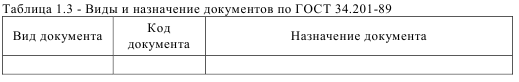 Таблица 1.3 - Виды и назначение документов по ГОСТ 34.201-89
Вид документа
Код
документа
Назначение документа